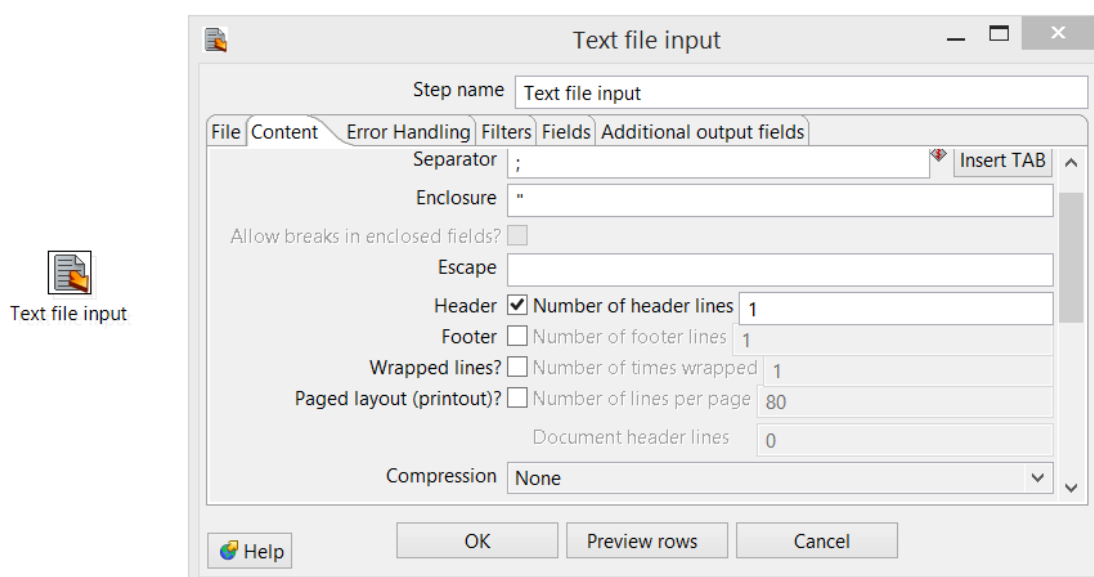 Text file input
Step name Text file input
File Content Error Handling Filters Fields Additional output fields
Separator ; Insert TAB
Enclosure "
Allow breaks in enclosed fields?
Escape
Header Number of header lines 1
Footer Number of footer lines 1
Wrapped lines? Number of times wrapped 1
Paged layout (printout)? Number of lines per page 80
Document header lines 0
Compression None
Help OK Preview rows Cancel
Text file input